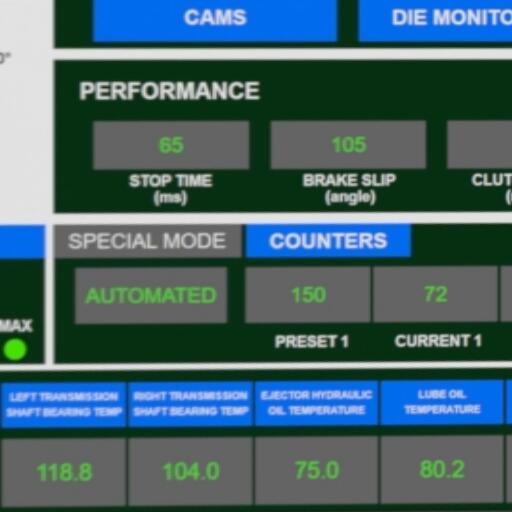 CAMS
DIE MONITO
0"
PERFORMANCE
65
105
STOP TIME
(ms)
BRAKE SLIP
(angle)
CLUT
(
SPECIAL MODE
COUNTERS
AUTOMATED
150
72
MAX
PRESET 1
CURRENT 1
LEFT TRANSMISSION
SHAFT BEARING TEMP
RIGHT TRANSMISSION
SHAFT BEARING TEMP
EJECTOR HYDRAULIC
OIL TEMPERATURE
LUBE OIL
TEMPERATURE
118.8
104.0
75.0
80.2